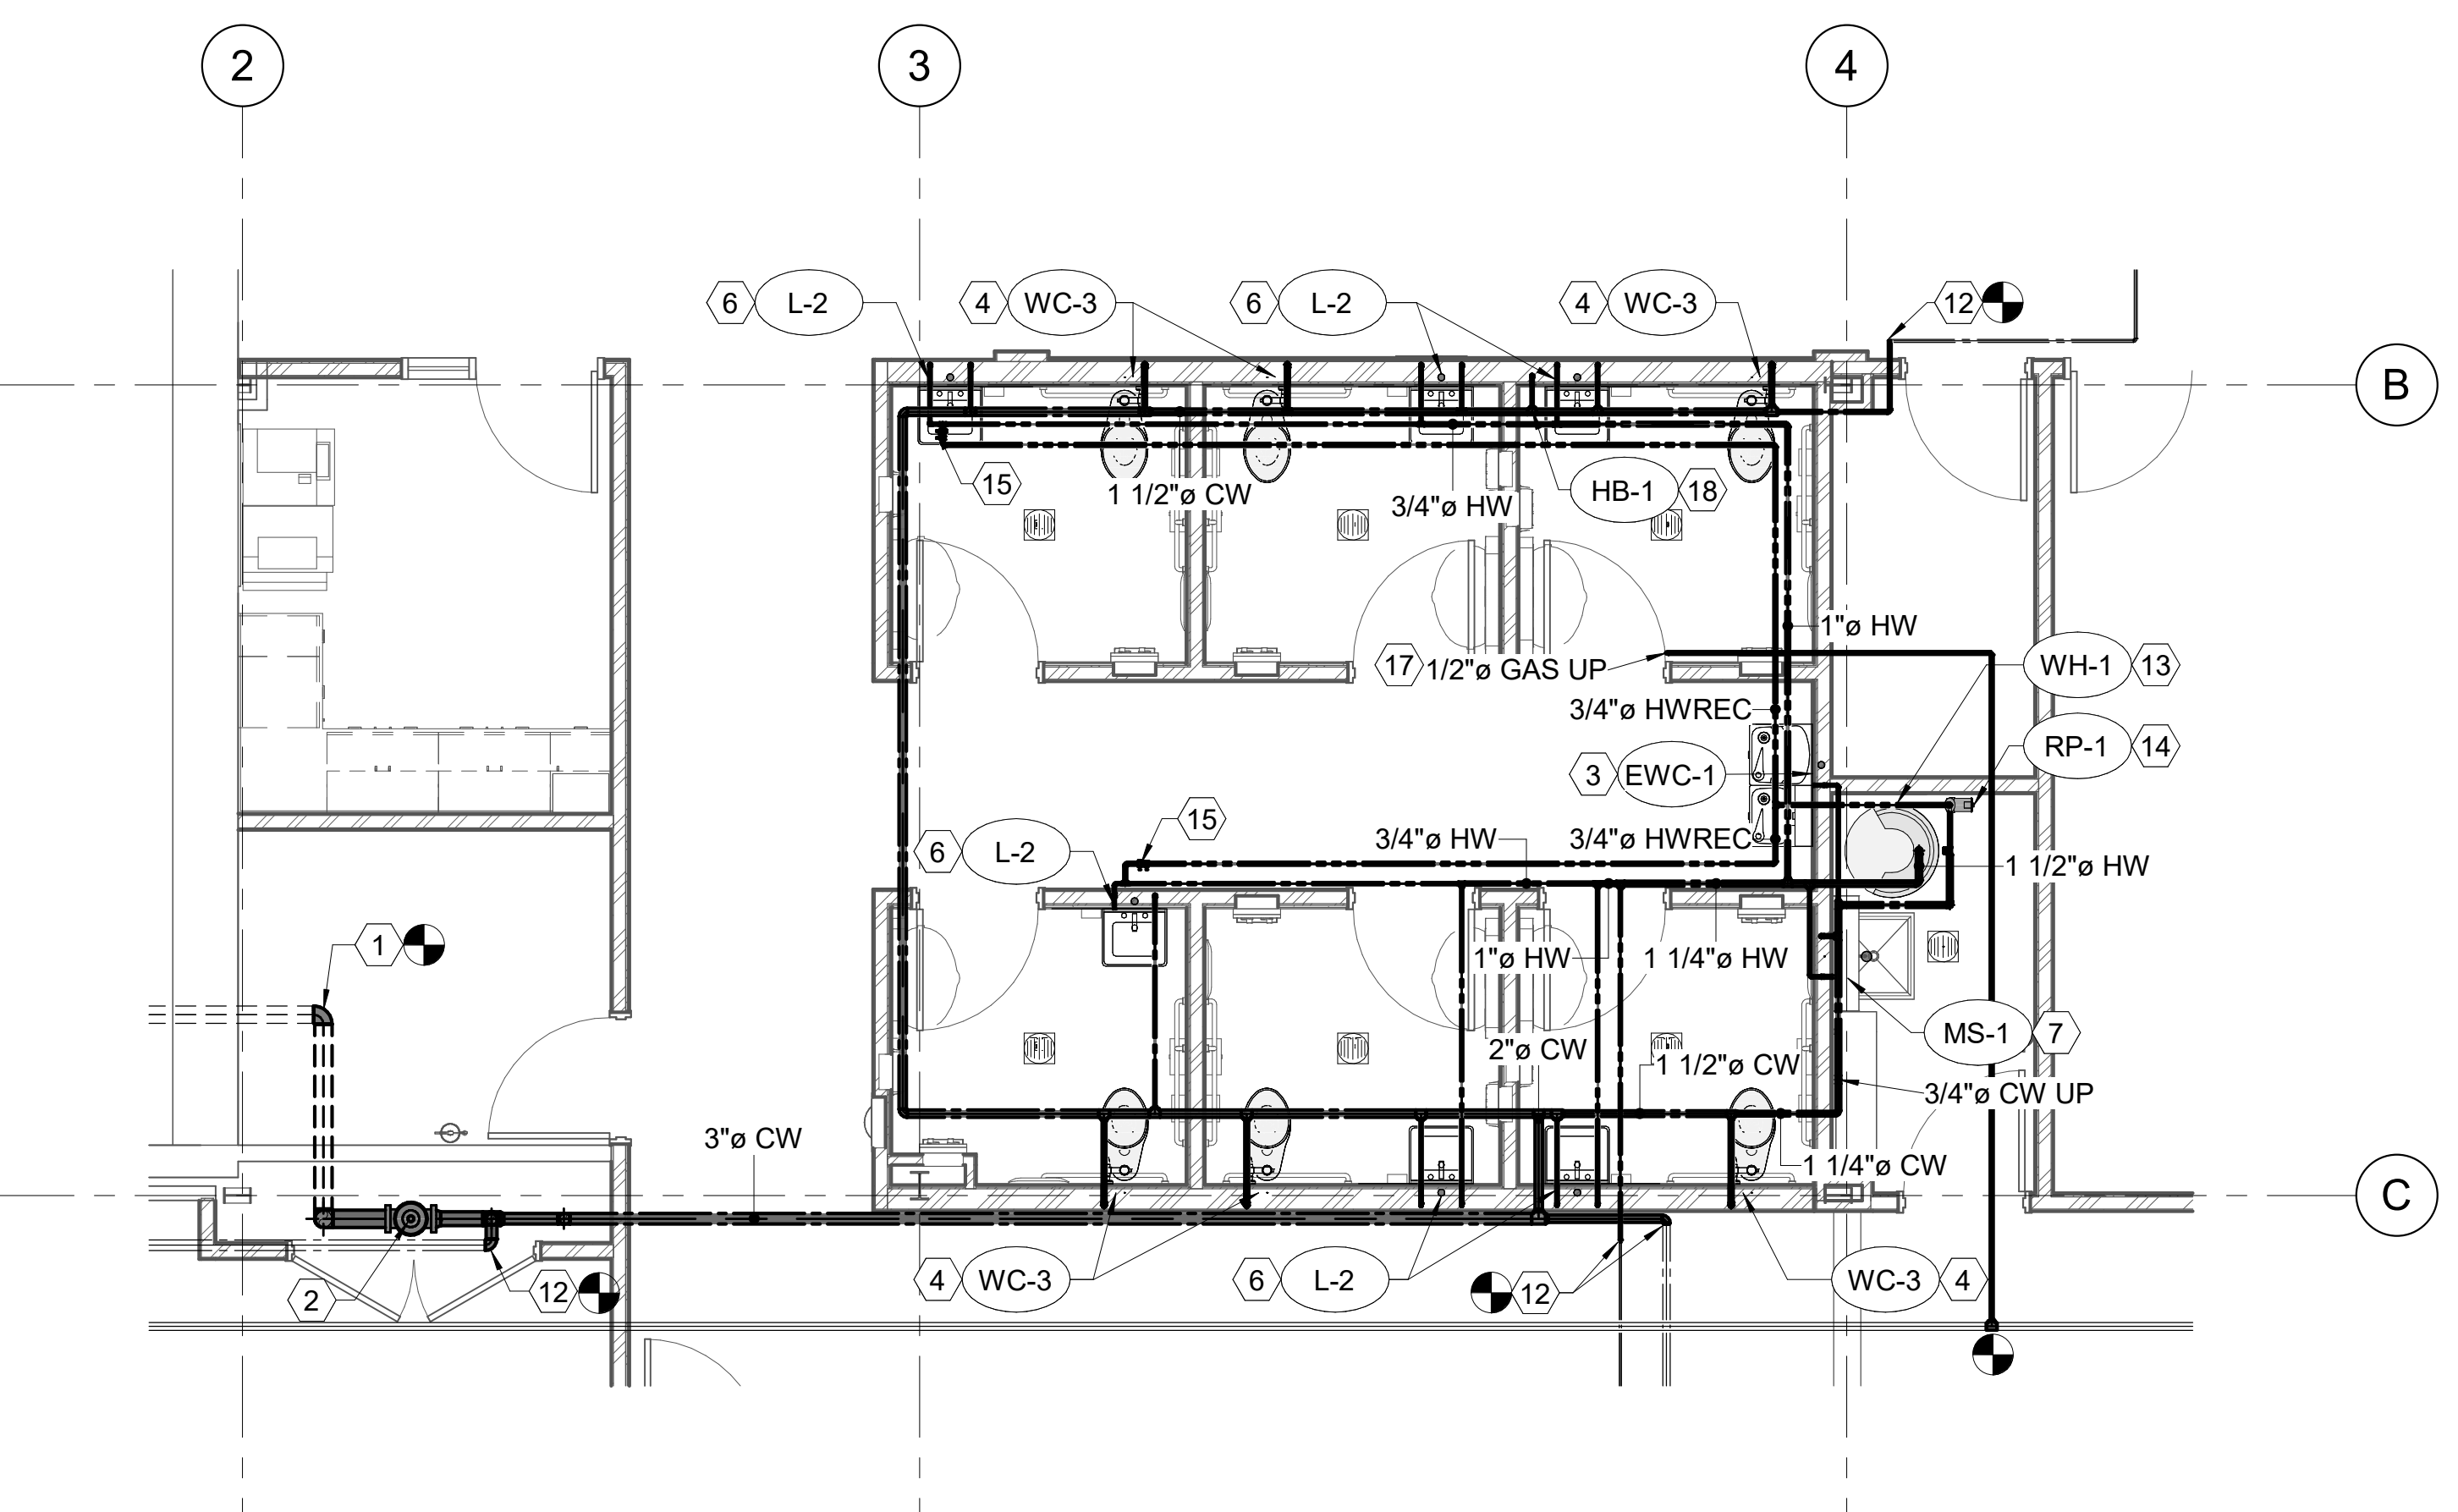 2
3
4
6 L-2
4 WC-3
6 L-2
4 WC-3
12
B
15
1 1/2"ø CW
3/4"ø HW
HB-1 18
1"ø HW
17 1/2"ø GAS UP
WH-1 13
3/4"ø HWREC
RP-1 14
3 EWC-1
15
3/4"ø HW
3/4"ø HWREC
6 L-2
1 1/2"ø HW
1
1"ø HW
1 1/4"ø HW
MS-1 7
2"ø CW
1 1/2"ø CW
3/4"ø CW UP
3"ø CW
1 1/4"ø CW
C
4 WC-3
6 L-2
12
WC-3 4
2
12